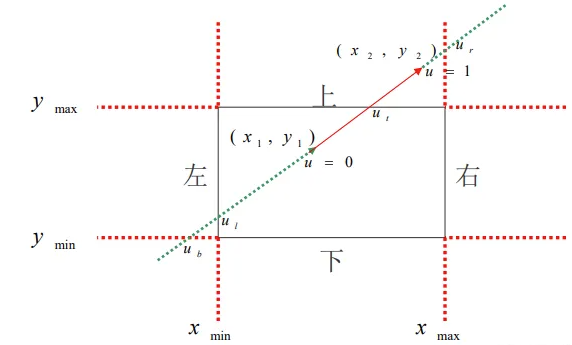 ( x 2 , y 2 )
u r
u = 1
y max
上
u t
( x 1 , y 1 )
u = 0
左
右
u l
y min
u b
下
x min
x max